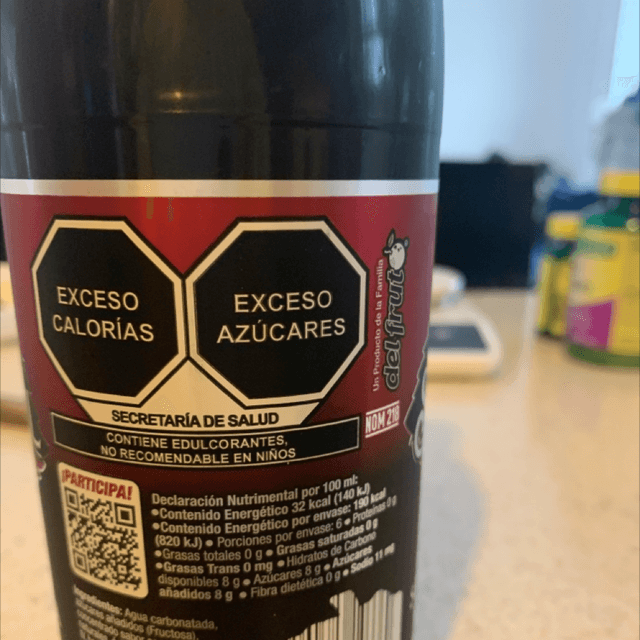 EXCESO
CALORÍAS
EXCESO
AZÚCARES
SECRETARÍA DE SALUD
CONTIENE EDULCORANTES,
NO RECOMENDABLE EN NIÑOS
Un Producto de la Familia
del fruto
NOM 218
¡PARTICIPA!
Declaración Nutrimental por 100 ml:
•Contenido Energético 32 kcal (140 kJ)
•Contenido Energético por envase: 190 kcal
(820 kJ) • Porciones por envase: 6 • Proteínas 0 g
•Grasas totales 0 g • Grasas saturadas 0 g
•Grasas Trans 0 mg • Hidratos de Carbono
disponibles 8 g • Azúcares 8 g • Azúcares
añadidos 8 g • Fibra dietética 0 g • Sodio 11 mg
Ingredientes: Agua carbonatada,
añadidos (Fructosa)